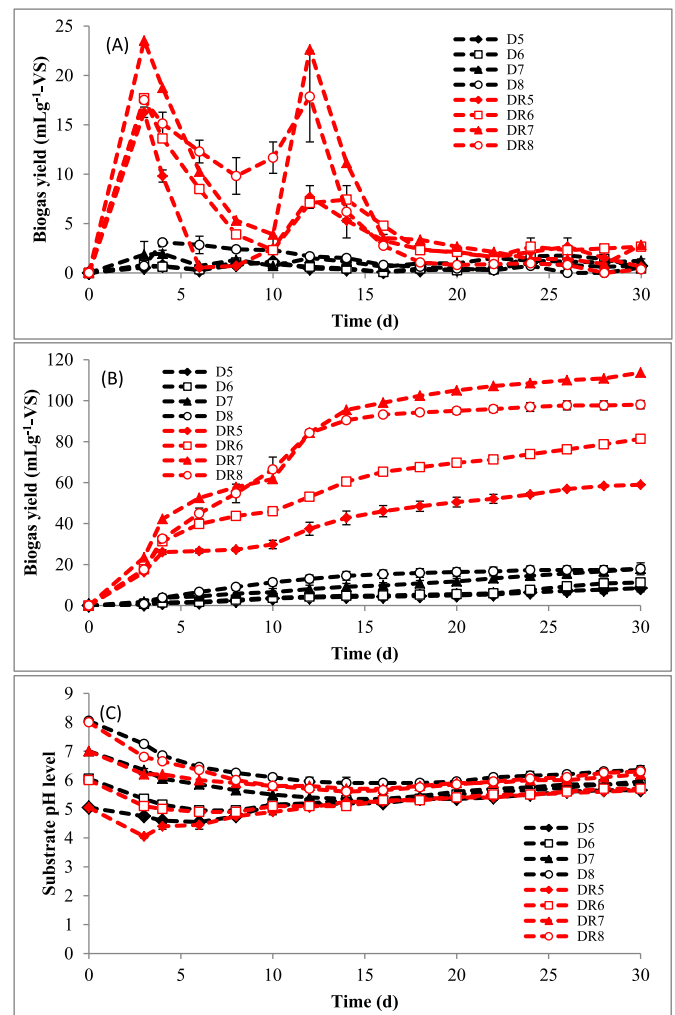 (A)
Biogas yield (mLg⁻¹-VS)
25
20
15
10
5
0
0 5 10 15 20 25 30
Time (d)
D5
D6
D7
D8
DR5
DR6
DR7
DR8
(B)
Biogas yield (mLg⁻¹-VS)
120
100
80
60
40
20
0
0 5 10 15 20 25 30
Time (d)
D5
D6
D7
D8
DR5
DR6
DR7
DR8
(C)
Substrate pH level
9
8
7
6
5
4
3
2
1
0
0 5 10 15 20 25 30
Time (d)
D5
D6
D7
D8
DR5
DR6
DR7
DR8